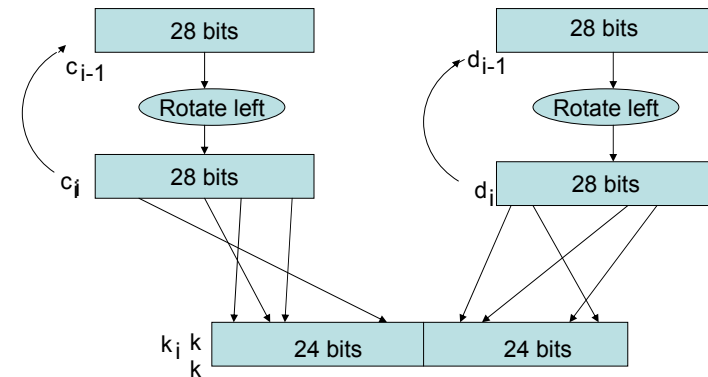 28 bits
28 bits
c i-1
d i-1
Rotate left
Rotate left
c i
28 bits
d i
28 bits
k i k
24 bits
24 bits
k